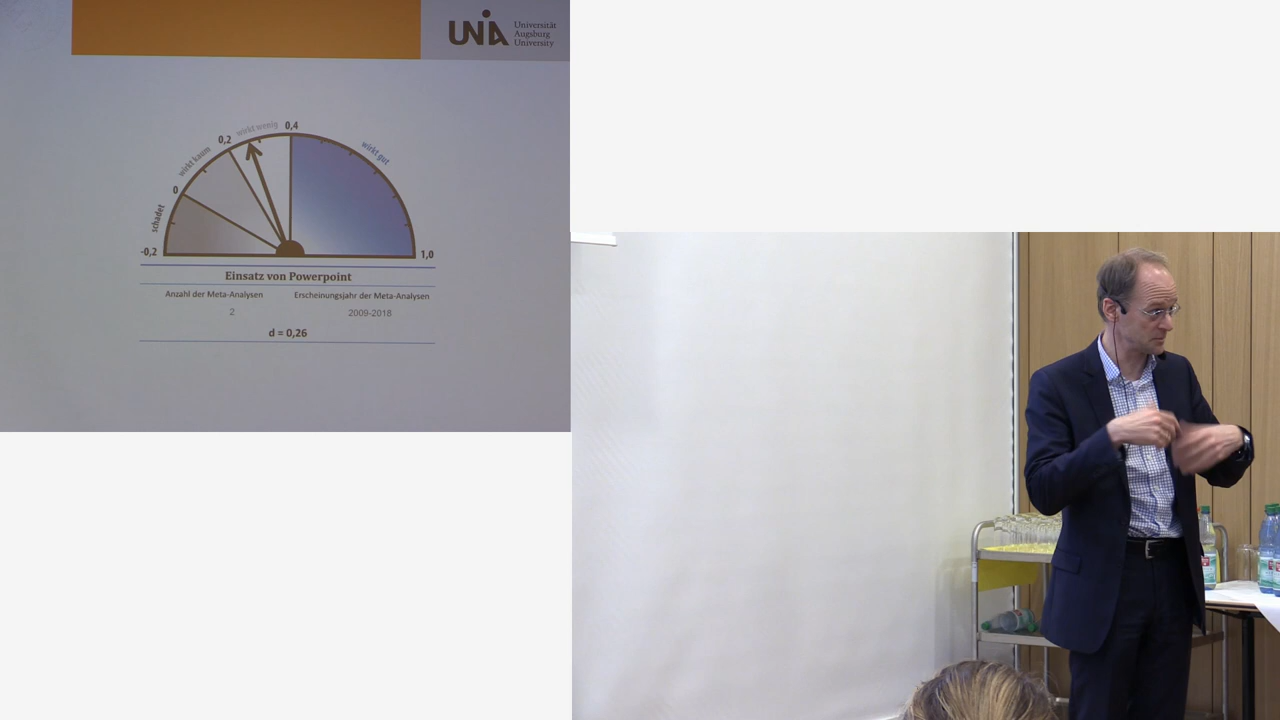 UNIA Universität
Augsburg
University
schadet
wirkt kaum
wirkt wenig
wirkt gut
-0,2
0
0,2
0,4
1,0
Einsatz von Powerpoint
Anzahl der Meta-Analysen Erscheinungsjahr der Meta-Analysen
2 2009-2018
d = 0,26